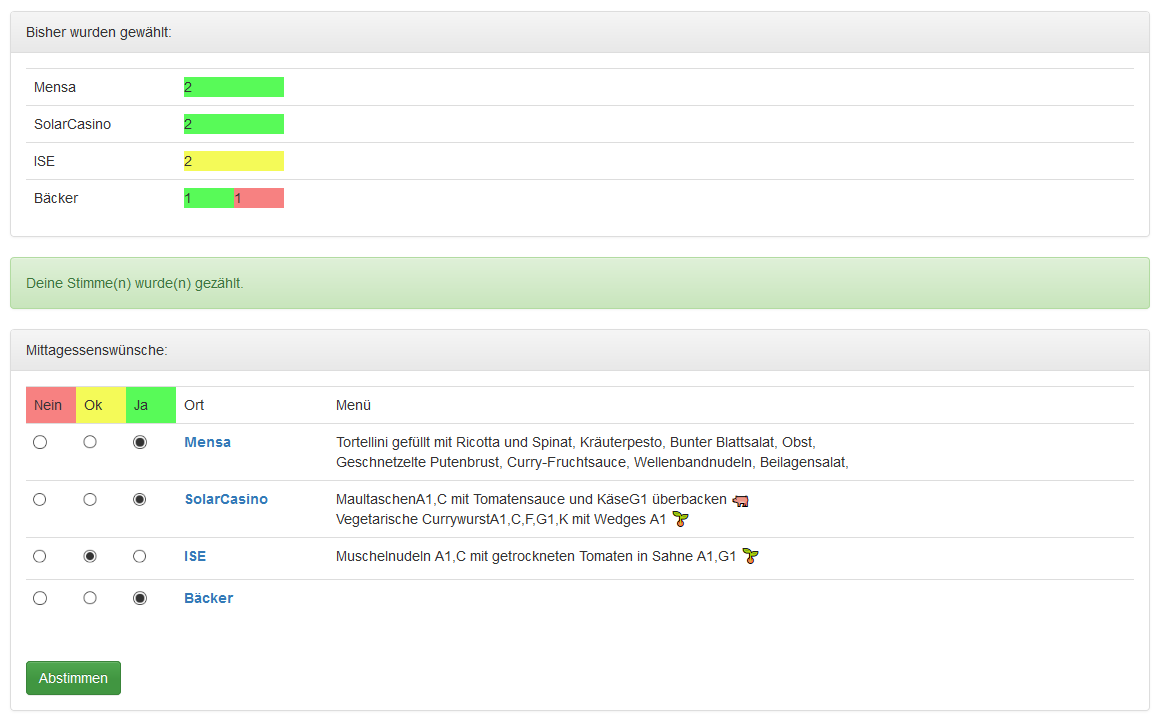 Bisher wurden gewählt:
Mensa 2
SolarCasino 2
ISE 2
Bäcker 1 1
Deine Stimme(n) wurde(n) gezählt.
Mittagessenswünsche:
Nein Ok Ja Ort Menü
Mensa Tortellini gefüllt mit Ricotta und Spinat, Kräuterpesto, Bunter Blattsalat, Obst,
Geschnetzelte Putenbrust, Curry-Fruchtsauce, Wellenbandnudeln, Beilagensalat,
SolarCasino MaultaschenA1,C mit Tomatensauce und KäseG1 überbacken
Vegetarische CurrywurstA1,C,F,G1,K mit Wedges A1
ISE Muschelnudeln A1,C mit getrockneten Tomaten in Sahne A1,G1
Bäcker
Abstimmen